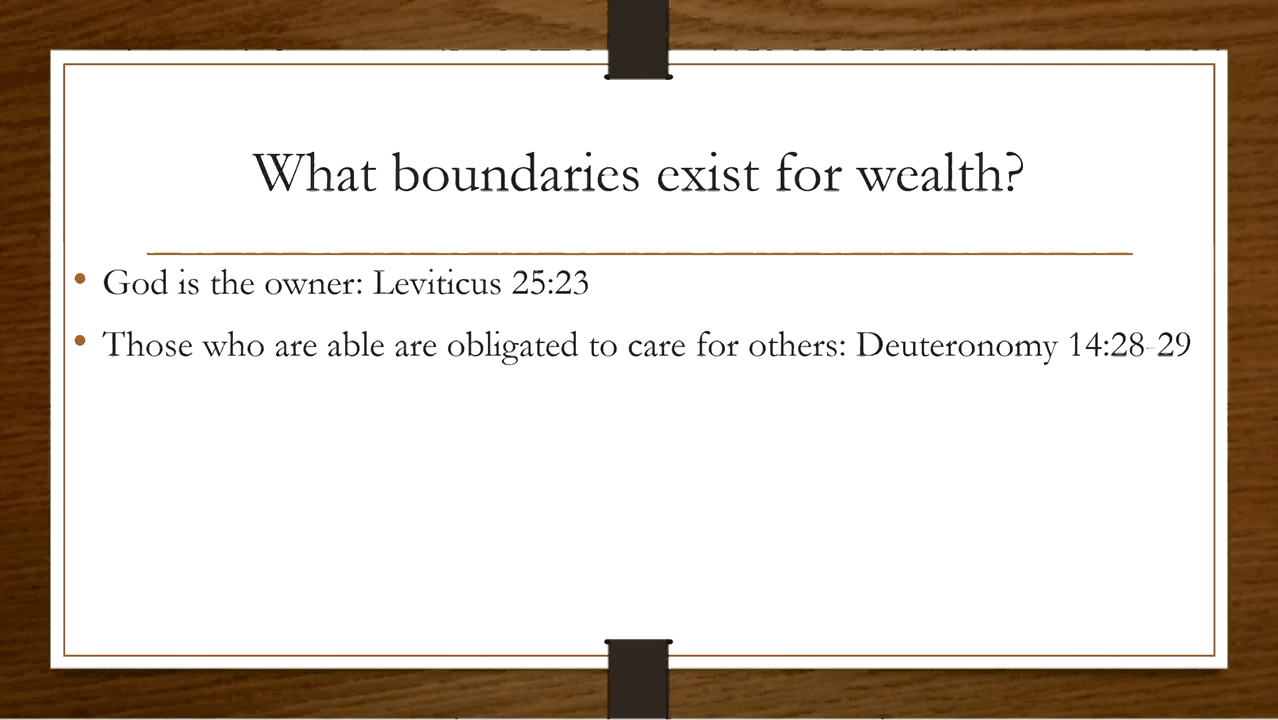 What boundaries exist for wealth?
• God is the owner: Leviticus 25:23
• Those who are able are obligated to care for others: Deuteronomy 14:28-29